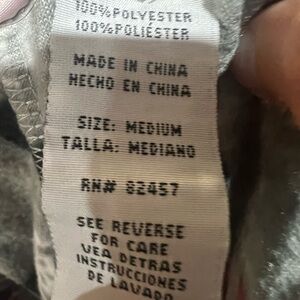 100%POLYESTER
100%POLIÉSTER
MADE IN CHINA
HECHO EN CHINA
SIZE: MEDIUM
TALLA: MEDIANO
RN# 82457
SEE REVERSE
FOR CARE
VEA DETRAS
INSTRUCCIONES
DE LAVADO